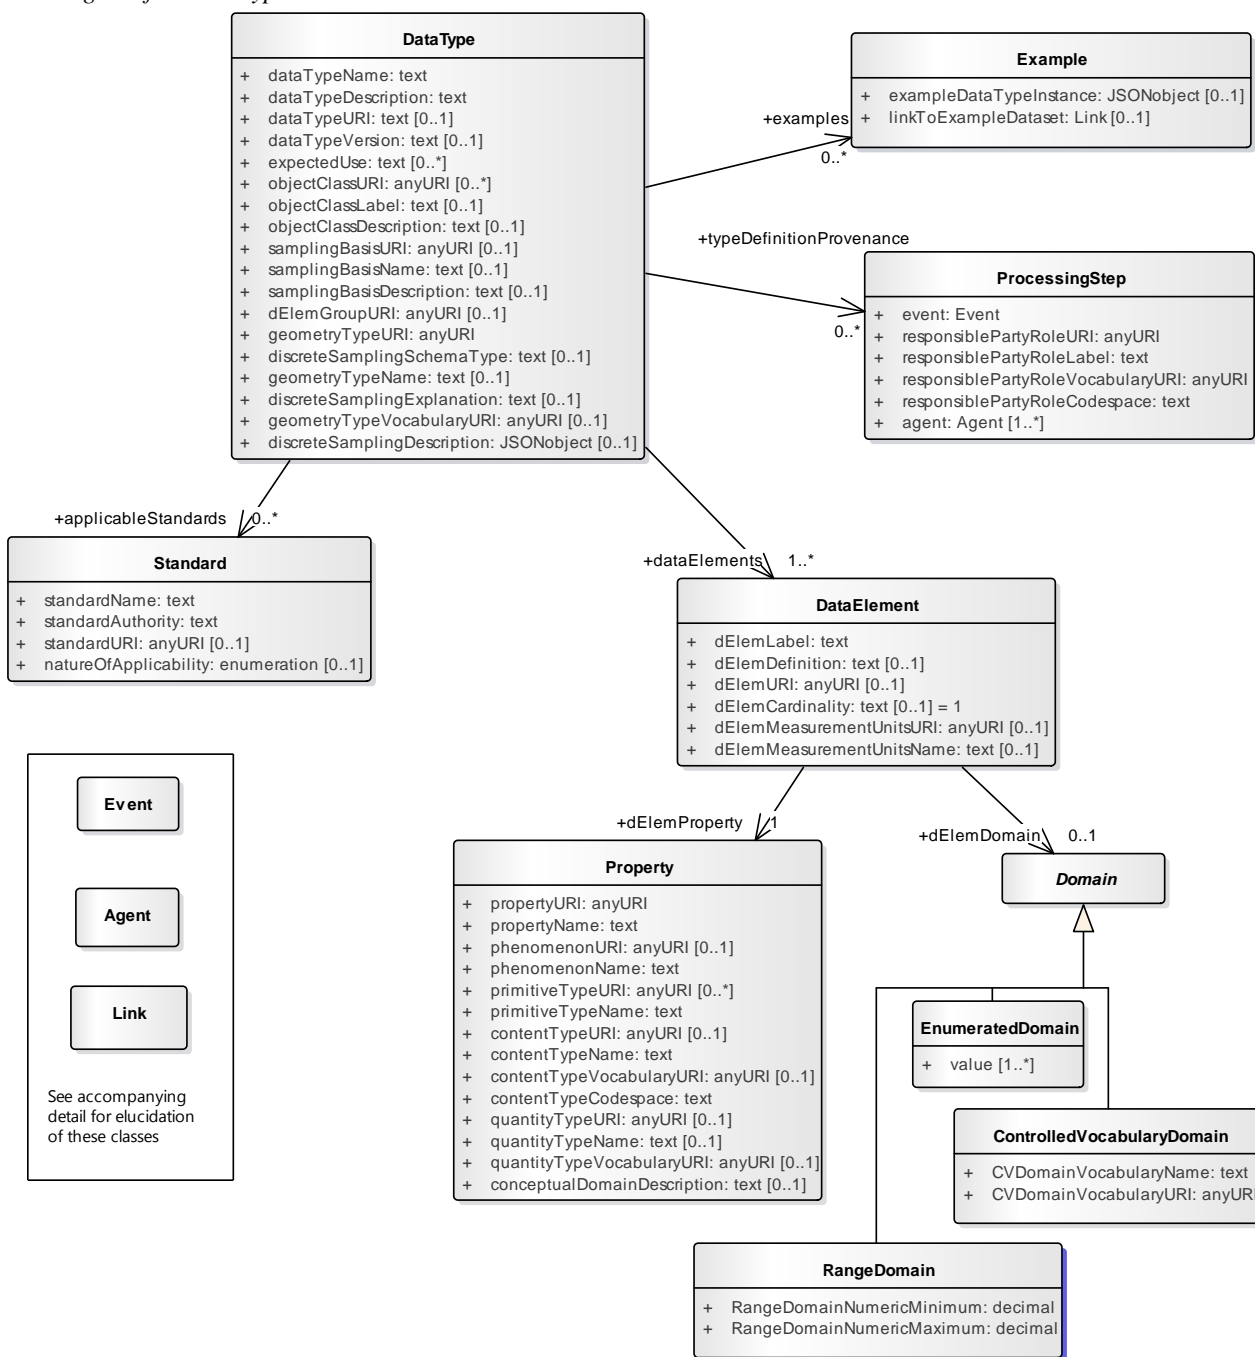 DataType
+ dataTypeName: text
+ dataTypeDescription: text
+ dataTypeURI: text [0..1]
+ dataTypeVersion: text [0..1]
+ expectedUse: text [0..*]
+ objectClassURI: anyURI [0..*]
+ objectClassLabel: text [0..1]
+ objectClassDescription: text [0..1]
+ samplingBasisURI: anyURI [0..1]
+ samplingBasisName: text [0..1]
+ samplingBasisDescription: text [0..1]
+ dElemGroupURI: anyURI [0..1]
+ geometryTypeURI: anyURI
+ discreteSamplingSchemaType: text [0..1]
+ geometryTypeName: text [0..1]
+ discreteSamplingExplanation: text [0..1]
+ geometryTypeVocabularyURI: anyURI [0..1]
+ discreteSamplingDescription: JSONobject [0..1]
+examples
0..*
Example
+ exampleDataTypeInstance: JSONobject [0..1]
+ linkToExampleDataset: Link [0..1]
+typeDefinitionProvenance
0..*
ProcessingStep
+ event: Event
+ responsiblePartyRoleURI: anyURI
+ responsiblePartyRoleLabel: text
+ responsiblePartyRoleVocabularyURI: anyURI
+ responsiblePartyRoleCodespace: text
+ agent: Agent [1..*]
+applicableStandards
0..*
Standard
+ standardName: text
+ standardAuthority: text
+ standardURI: anyURI [0..1]
+ natureOfApplicability: enumeration [0..1]
+dataElements
1..*
DataElement
+ dElemLabel: text
+ dElemDefinition: text [0..1]
+ dElemURI: anyURI [0..1]
+ dElemCardinality: text [0..1] = 1
+ dElemMeasurementUnitsURI: anyURI [0..1]
+ dElemMeasurementUnitsName: text [0..1]
Event
Agent
Link
See accompanying
detail for elucidation
of these classes
+dElemProperty
1
Property
+ propertyURI: anyURI
+ propertyName: text
+ phenomenonURI: anyURI [0..1]
+ phenomenonName: text
+ primitiveTypeURI: anyURI [0..*]
+ primitiveTypeName: text
+ contentTypeURI: anyURI [0..1]
+ contentTypeName: text
+ contentTypeVocabularyURI: anyURI [0..1]
+ contentTypeCodespace: text
+ quantityTypeURI: anyURI [0..1]
+ quantityTypeName: text [0..1]
+ quantityTypeVocabularyURI: anyURI [0..1]
+ conceptualDomainDescription: text [0..1]
+dElemDomain
0..1
Domain
EnumeratedDomain
+ value [1..*]
ControlledVocabularyDomain
+ CVDomainVocabularyName: text
+ CVDomainVocabularyURI: anyURI
RangeDomain
+ RangeDomainNumericMinimum: decimal
+ RangeDomainNumericMaximum: decimal